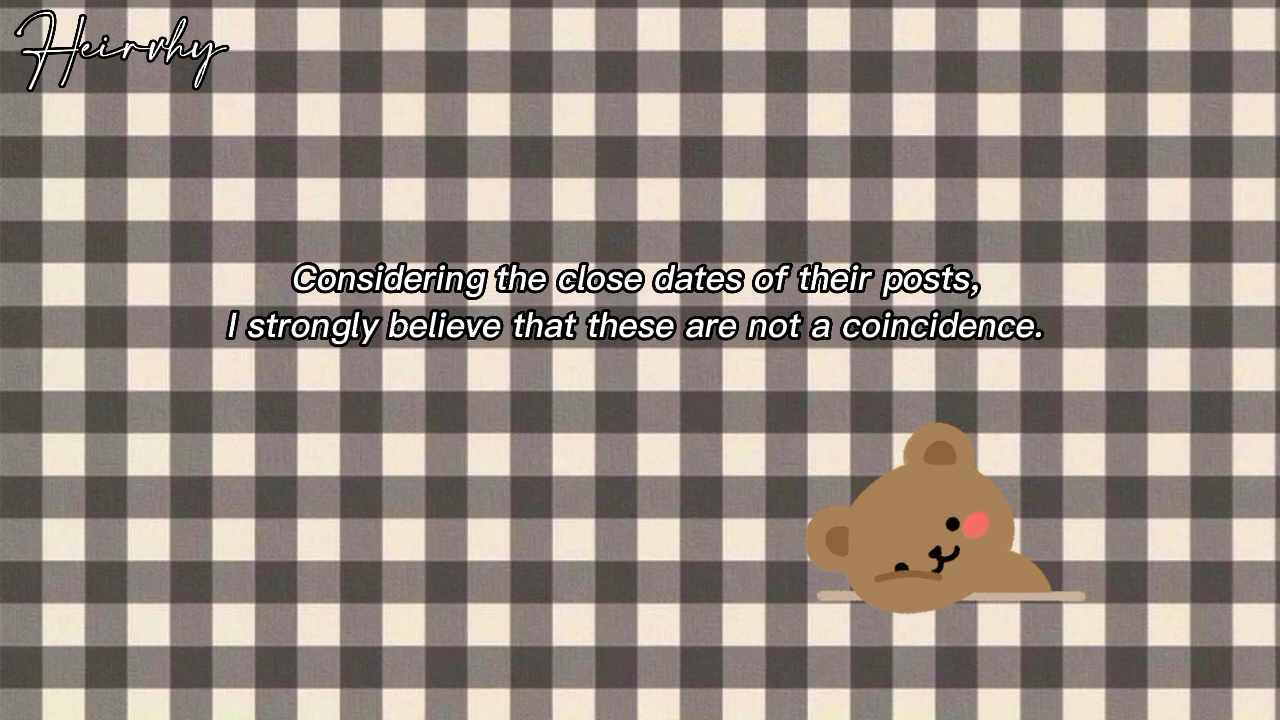 Heirvhy
Considering the close dates of their posts,
I strongly believe that these are not a coincidence.